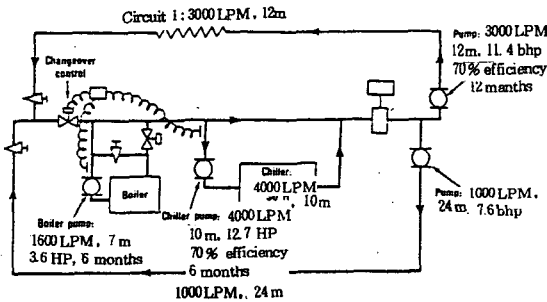 Circuit 1: 3000 LPM, 12m
Pump: 3000 LPM
12m, 11.4 bhp
70% efficiency
12 manths
Changeover
control
Chiller:
4000 LPM
10 m
Boiler
Pump: 1000 LPM,
24 m, 7.6 bhp
Boiler pump:
1600 LPM, 7 m
3.6 HP, 6 months
Chiller pump: 4000 LPM
10 m, 12.7 HP
70% efficiency
6 months
1000 LPM, 24 m